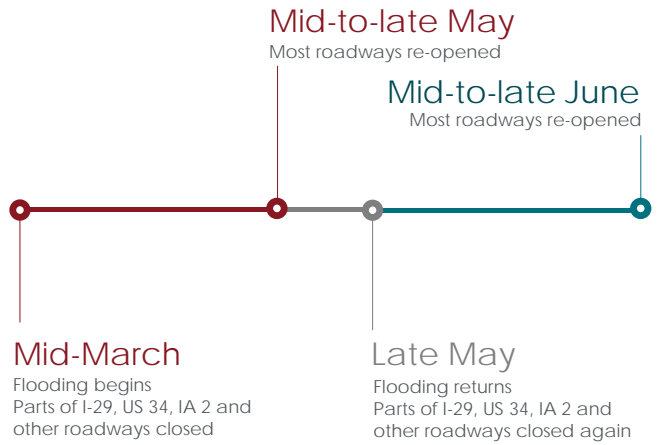 Mid-to-late May
Most roadways re-opened
Mid-to-late June
Most roadways re-opened
Mid-March
Flooding begins
Parts of I-29, US 34, IA 2 and
other roadways closed
Late May
Flooding returns
Parts of I-29, US 34, IA 2 and
other roadways closed again